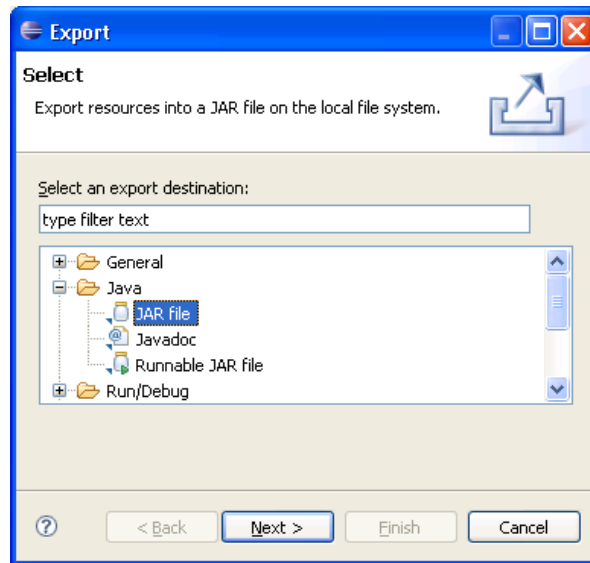 Export
Select
Export resources into a JAR file on the local file system.
Select an export destination:
type filter text
General
Java
JAR file
Javadoc
Runnable JAR file
Run/Debug
< Back Next > Finish Cancel